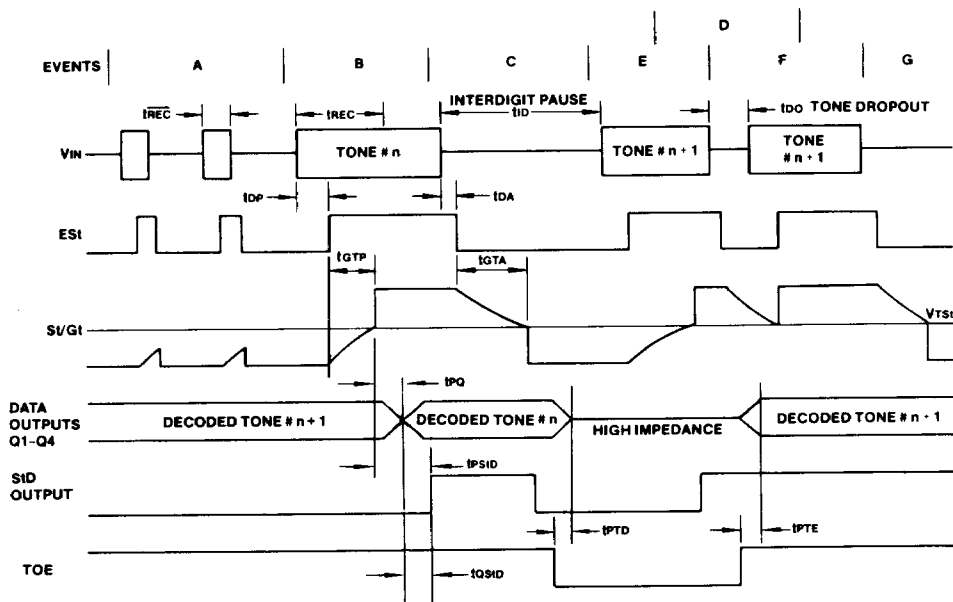 D
EVENTS A B C E F G
INTERDIGIT PAUSE
tREC tREC tID tDO TONE DROPOUT
VIN TONE #n TONE #n+1 TONE #n+1
tDP tDA
ESt
tGTP tGTA
St/Gt VTSt
tPQ
DATA OUTPUTS Q1-Q4
DECODED TONE #n+1 DECODED TONE #n HIGH IMPEDANCE DECODED TONE #n+1
tPStD
StD OUTPUT
tPTD tPTE
TOE
tQStD